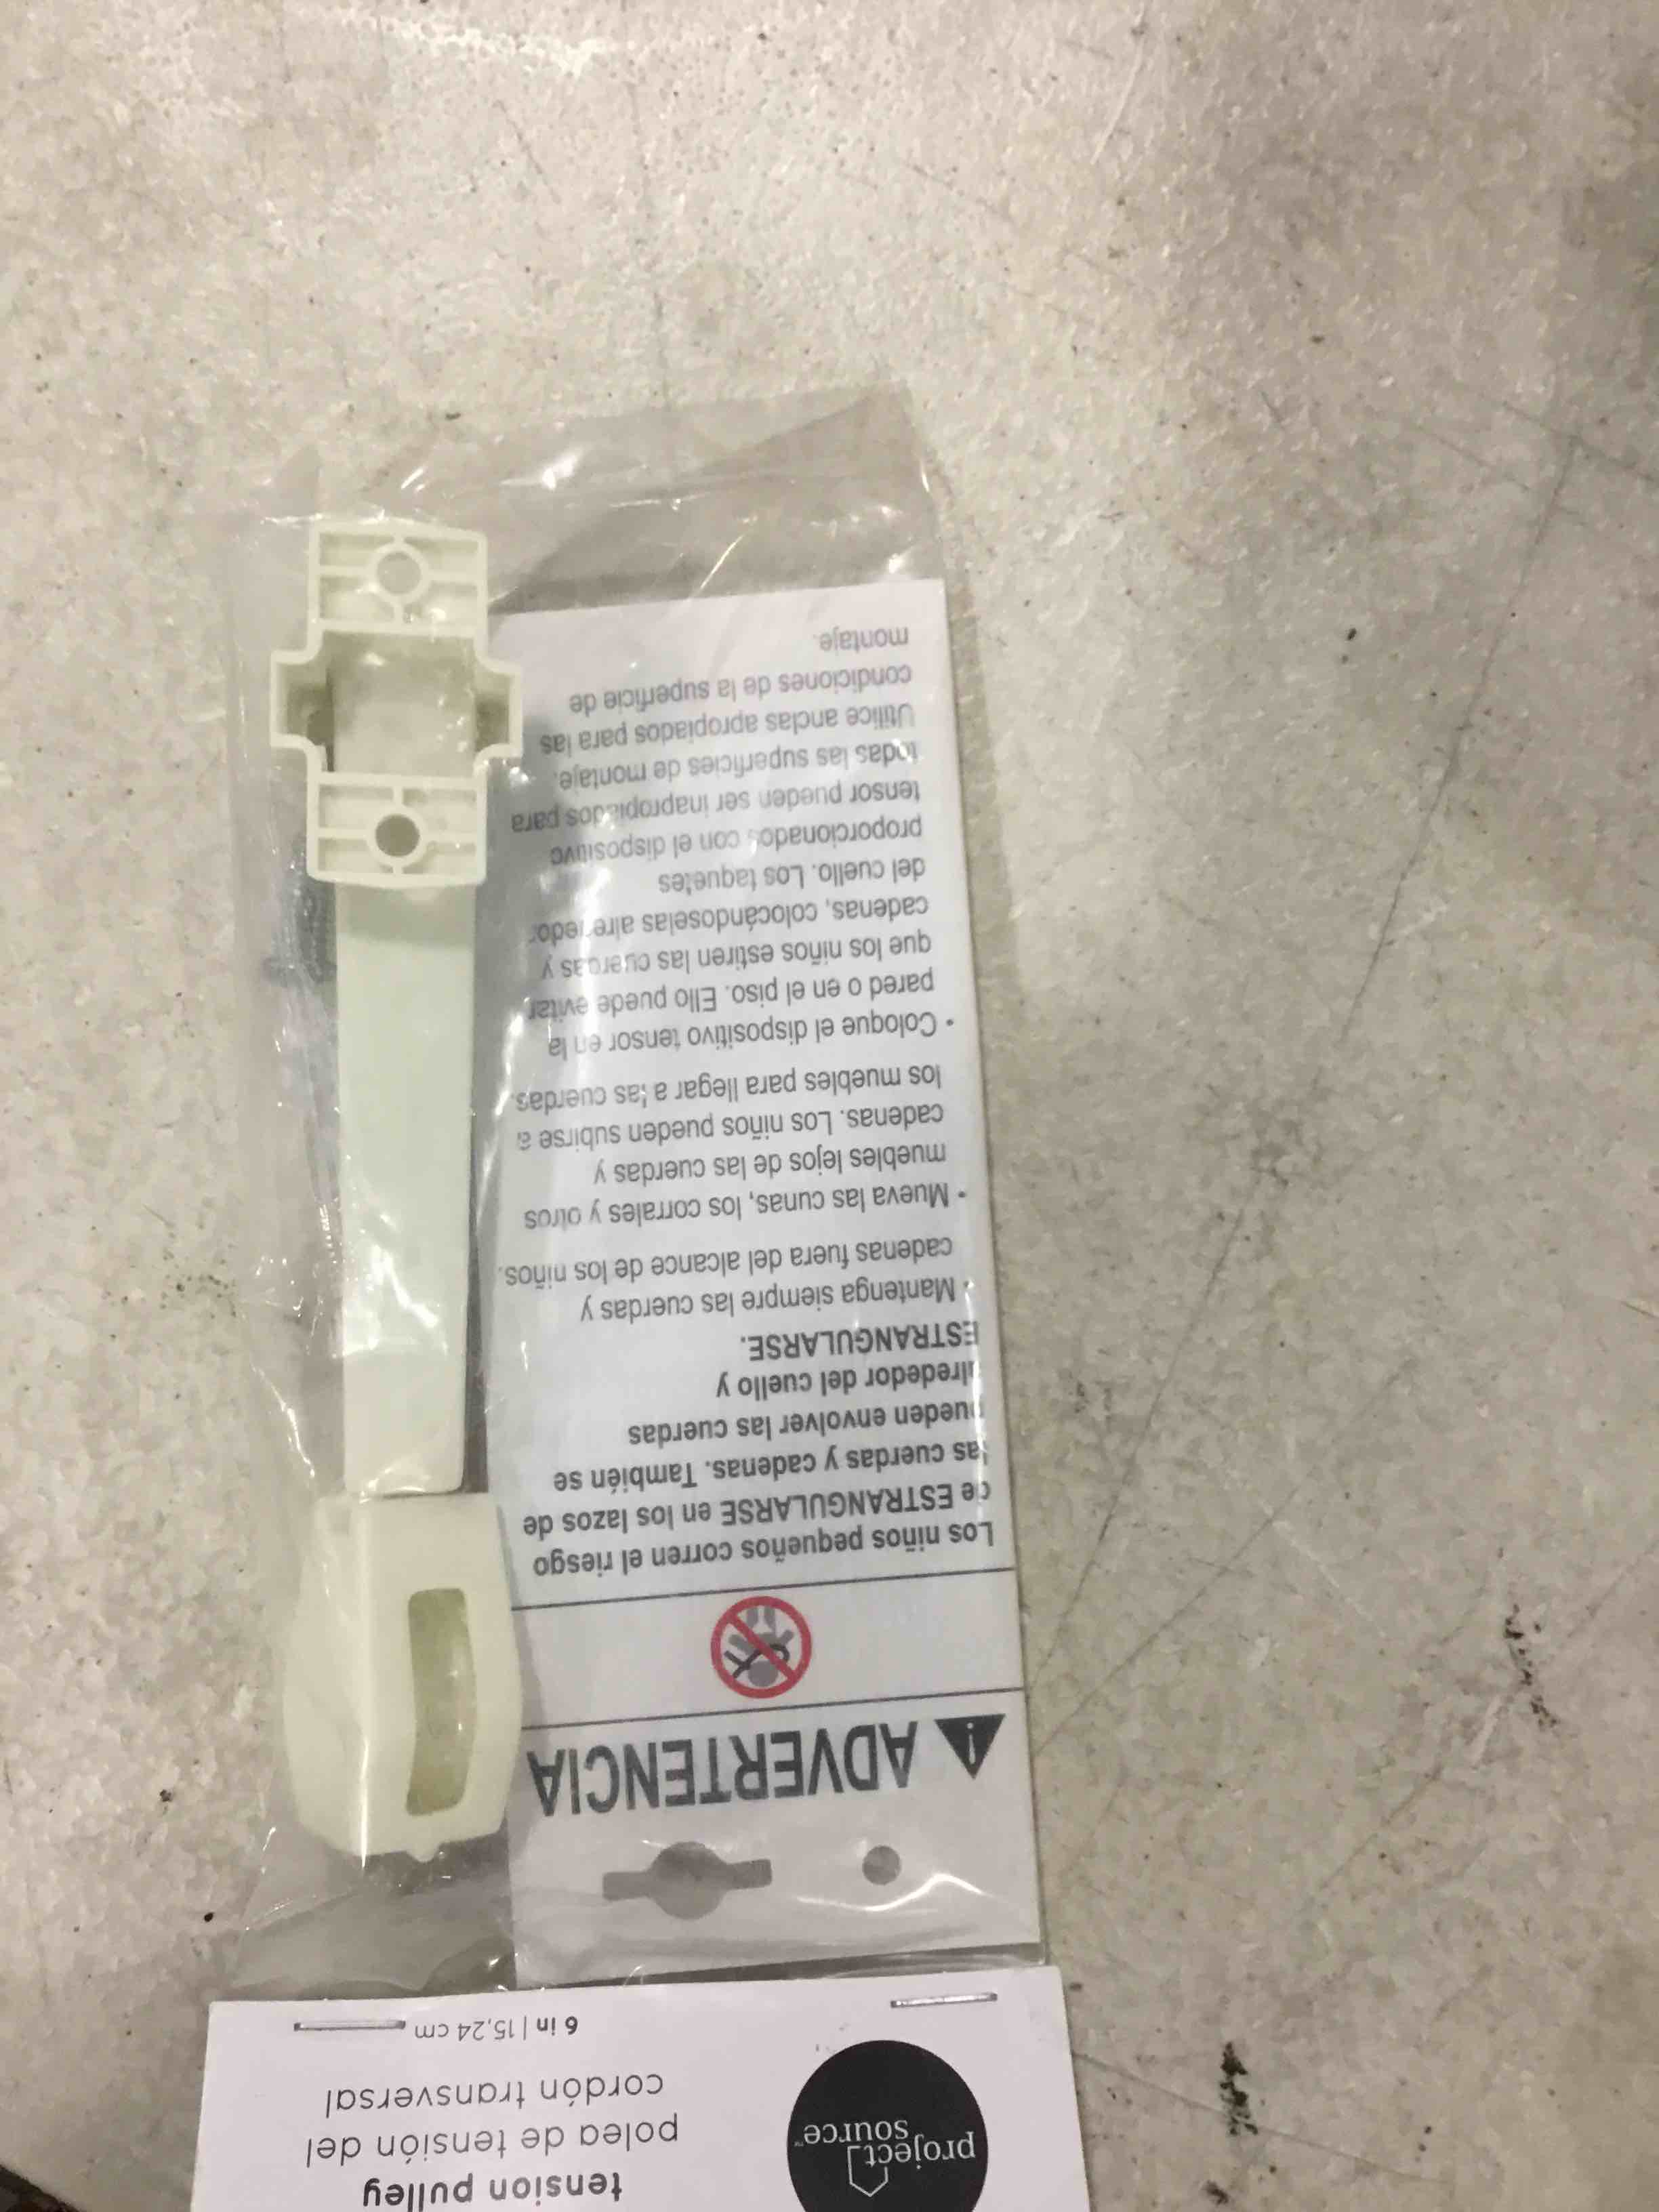 project
source™
tension pulley
polea de tensión del
cordón transversal
6 in | 15,24 cm
ADVERTENCIA
Los niños pequeños corren el riesgo
de ESTRANGULARSE en los lazos de
las cuerdas y cadenas. También se
pueden envolver las cuerdas
alrededor del cuello y
ESTRANGULARSE.
• Mantenga siempre las cuerdas y
cadenas fuera del alcance de los niños.
• Mueva las cunas, los corrales y otros
muebles lejos de las cuerdas y
cadenas. Los niños pueden subirse a
los muebles para llegar a las cuerdas.
• Coloque el dispositivo tensor en la
pared o en el piso. Ello puede evitar
que los niños estiren las cuerdas y
cadenas, colocándoselas alrededor
del cuello. Los taquetes
proporcionados con el dispositivo
tensor pueden ser inapropiados para
todas las superficies de montaje.
Utilice anclas apropiados para las
condiciones de la superficie de
montaje.